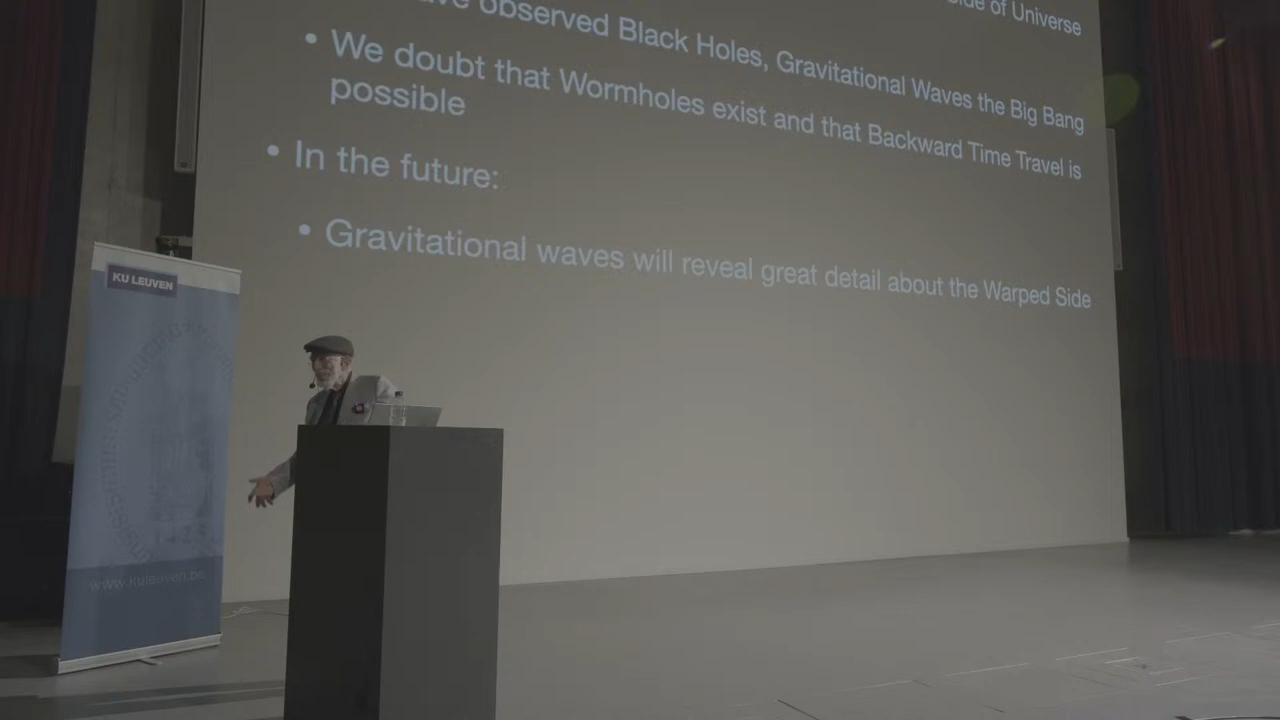 Side of Universe
observed Black Holes, Gravitational Waves the Big Bang
• We doubt that Wormholes exist and that Backward Time Travel is
possible
• In the future:
• Gravitational waves will reveal great detail about the Warped Side
KU LEUVEN
www.kuleuven.be